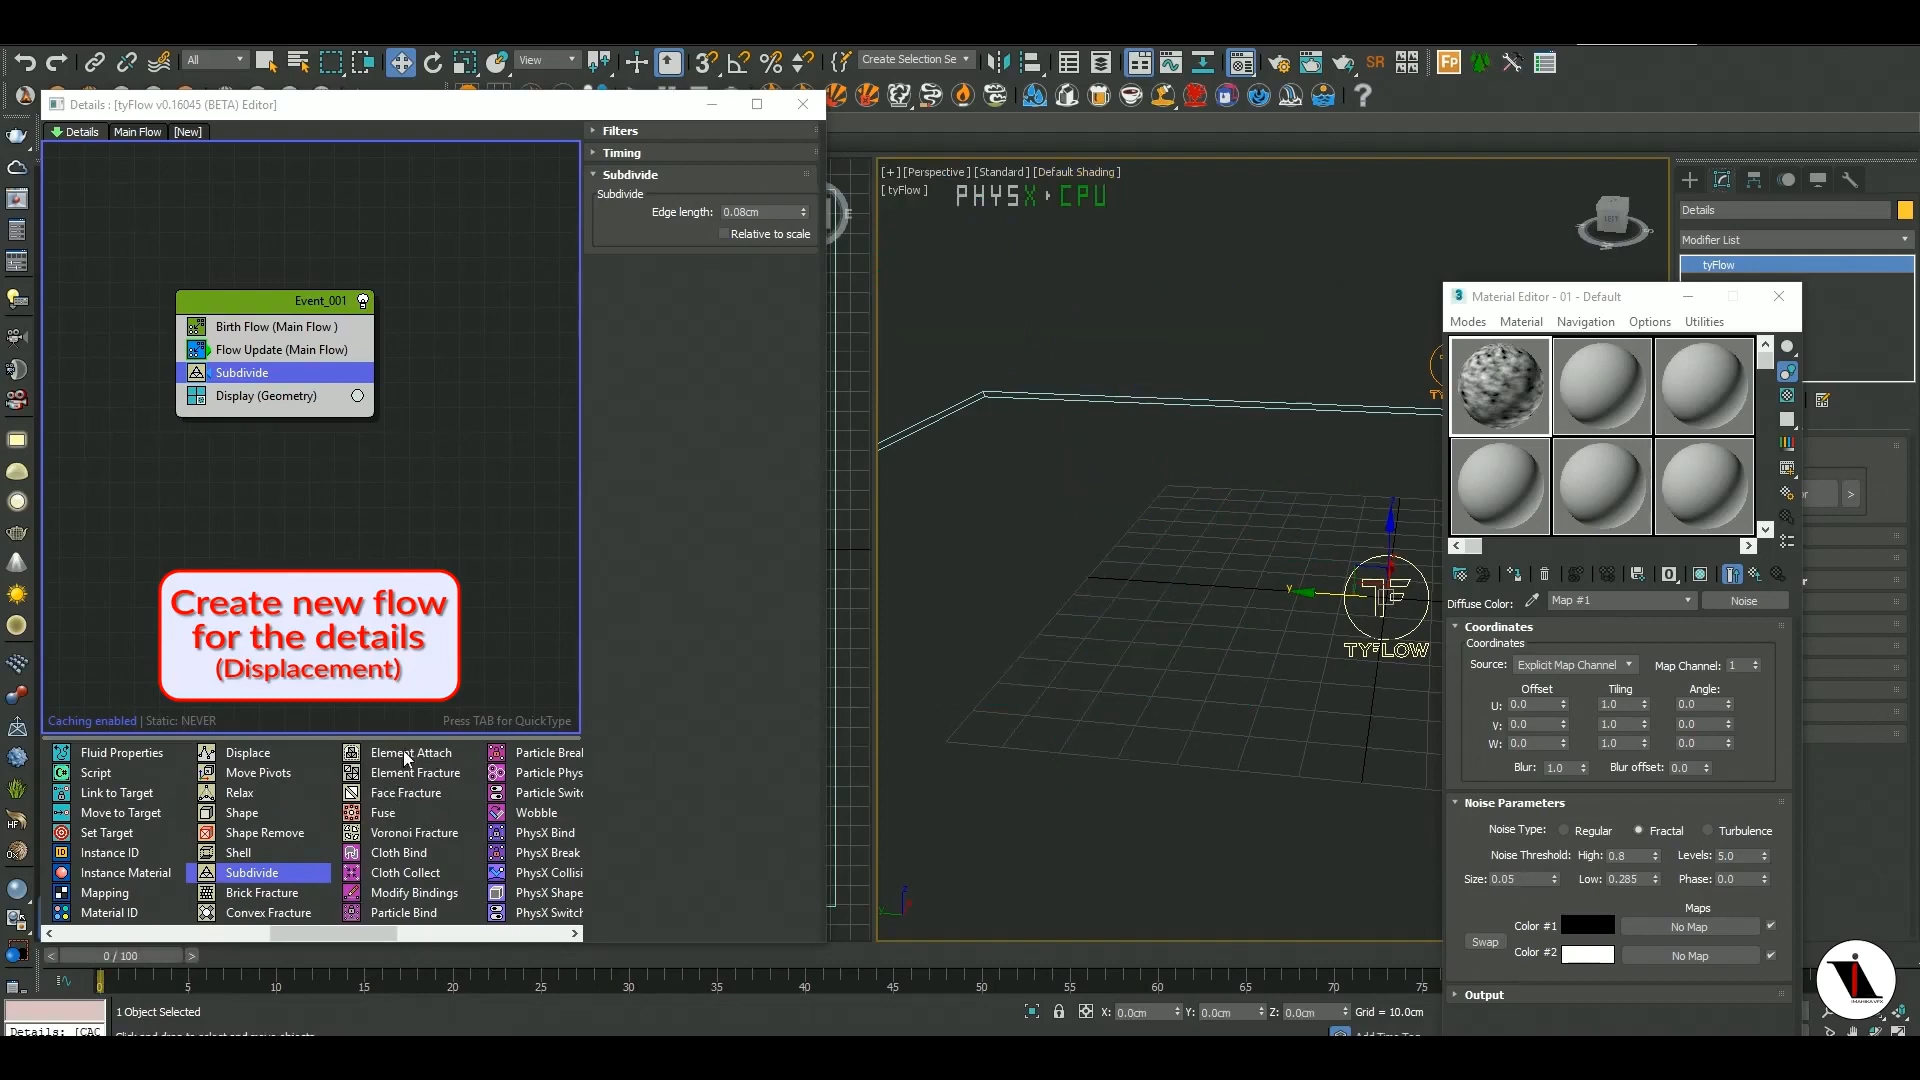 All
View
Create Selection Se
SR
Fp
Details : [tyFlow v0.16045 (BETA) Editor]
Details
Main Flow
[New]
Filters
Timing
Subdivide
Subdivide
Edge length: 0.08cm
Relative to scale
Event_001
Birth Flow (Main Flow )
Flow Update (Main Flow)
Subdivide
Display (Geometry)
Create new flow
for the details
(Displacement)
Caching enabled | Static: NEVER
Press TAB for QuickType
Fluid Properties
Script
Link to Target
Move to Target
Set Target
Instance ID
Instance Material
Mapping
Material ID
Displace
Move Pivots
Relax
Shape
Shape Remove
Shell
Subdivide
Brick Fracture
Convex Fracture
Element Attach
Element Fracture
Face Fracture
Fuse
Voronoi Fracture
Cloth Bind
Cloth Collect
Modify Bindings
Particle Bind
Particle Break
Particle Phys
Particle Switc
Wobble
PhysX Bind
PhysX Break
PhysX Collisi
PhysX Shape
PhysX Switch
[+] [Perspective ] [Standard ] [Default Shading ]
[ tyFlow ]
PHYSX CPU
LEFT
TYFLOW
Details
Modifier List
tyFlow
Material Editor - 01 - Default
Modes Material Navigation Options Utilities
Diffuse Color: Map #1 Noise
Coordinates
Coordinates
Source: Explicit Map Channel Map Channel: 1
Offset Tiling Angle:
U: 0.0 1.0 0.0
V: 0.0 1.0 0.0
W: 0.0 1.0 0.0
Blur: 1.0 Blur offset: 0.0
Noise Parameters
Noise Type: Regular Fractal Turbulence
Noise Threshold: High: 0.8 Levels: 5.0
Size: 0.05 Low: 0.285 Phase: 0.0
Maps
Color #1 No Map
Swap
Color #2 No Map
Output
0 / 100
0 5 10 15 20 25 30 35 40 45 50 55 60 65 70 75
1 Object Selected
X: 0.0cm Y: 0.0cm Z: 0.0cm Grid = 10.0cm
Details: [CAC